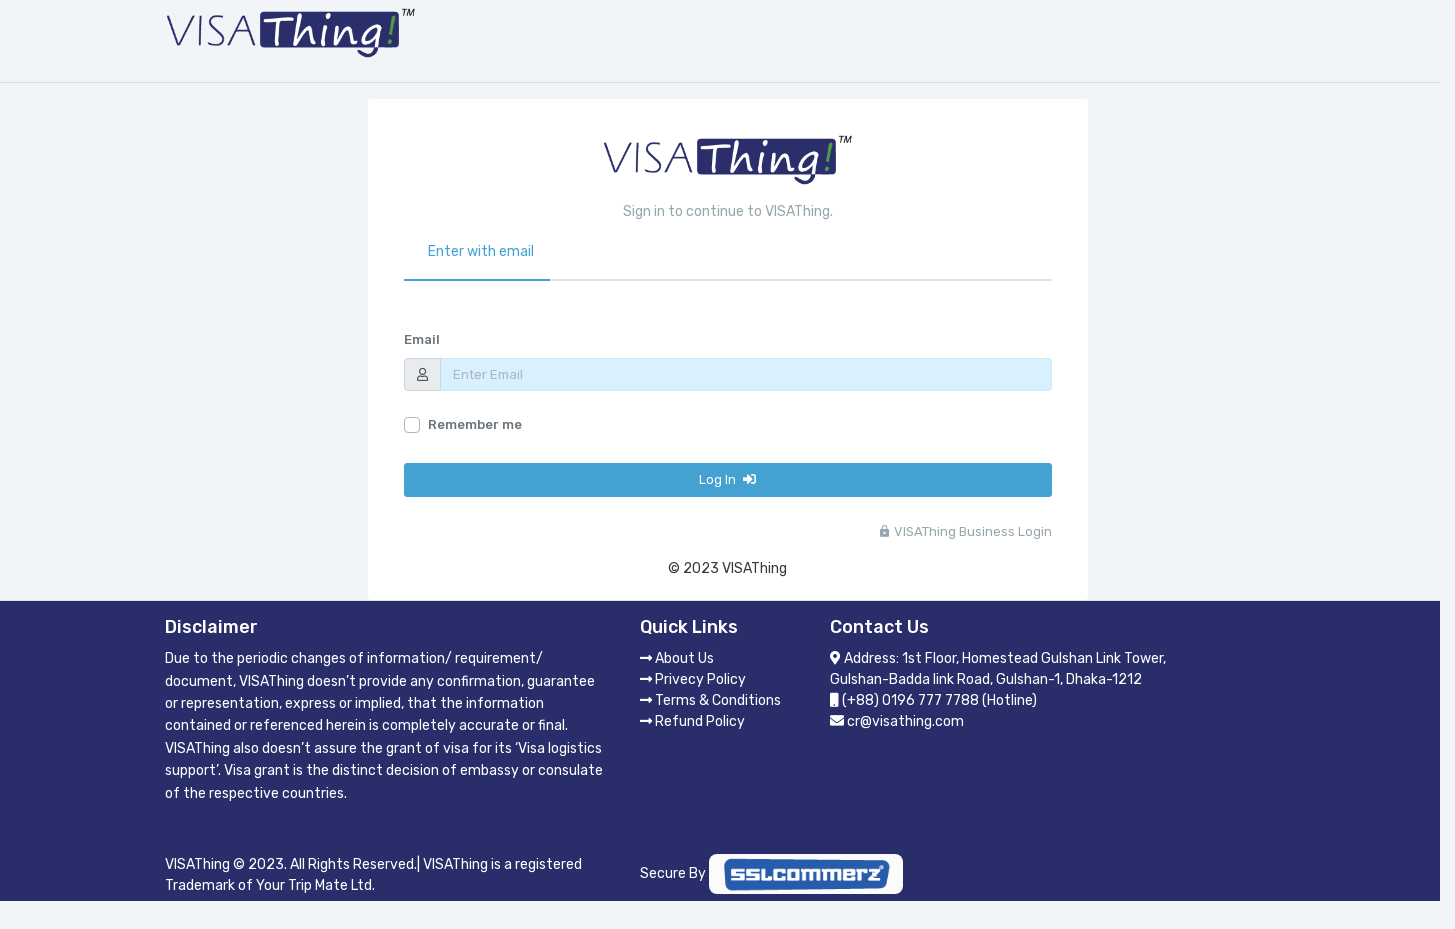 VISA Thing! TM
VISA Thing! TM
Sign in to continue to VISAThing.
Enter with email
Email
Enter Email
Remember me
Log In
VISAThing Business Login
© 2023 VISAThing
Disclaimer
Due to the periodic changes of information/ requirement/
document, VISAThing doesn’t provide any confirmation, guarantee
or representation, express or implied, that the information
contained or referenced herein is completely accurate or final.
VISAThing also doesn’t assure the grant of visa for its ‘Visa logistics
support’. Visa grant is the distinct decision of embassy or consulate
of the respective countries.
Quick Links
About Us
Privecy Policy
Terms & Conditions
Refund Policy
Contact Us
Address: 1st Floor, Homestead Gulshan Link Tower,
Gulshan-Badda link Road, Gulshan-1, Dhaka-1212
(+88) 0196 777 7788 (Hotline)
cr@visathing.com
VISAThing © 2023. All Rights Reserved.| VISAThing is a registered
Trademark of Your Trip Mate Ltd.
Secure By SSLCOMMERZ